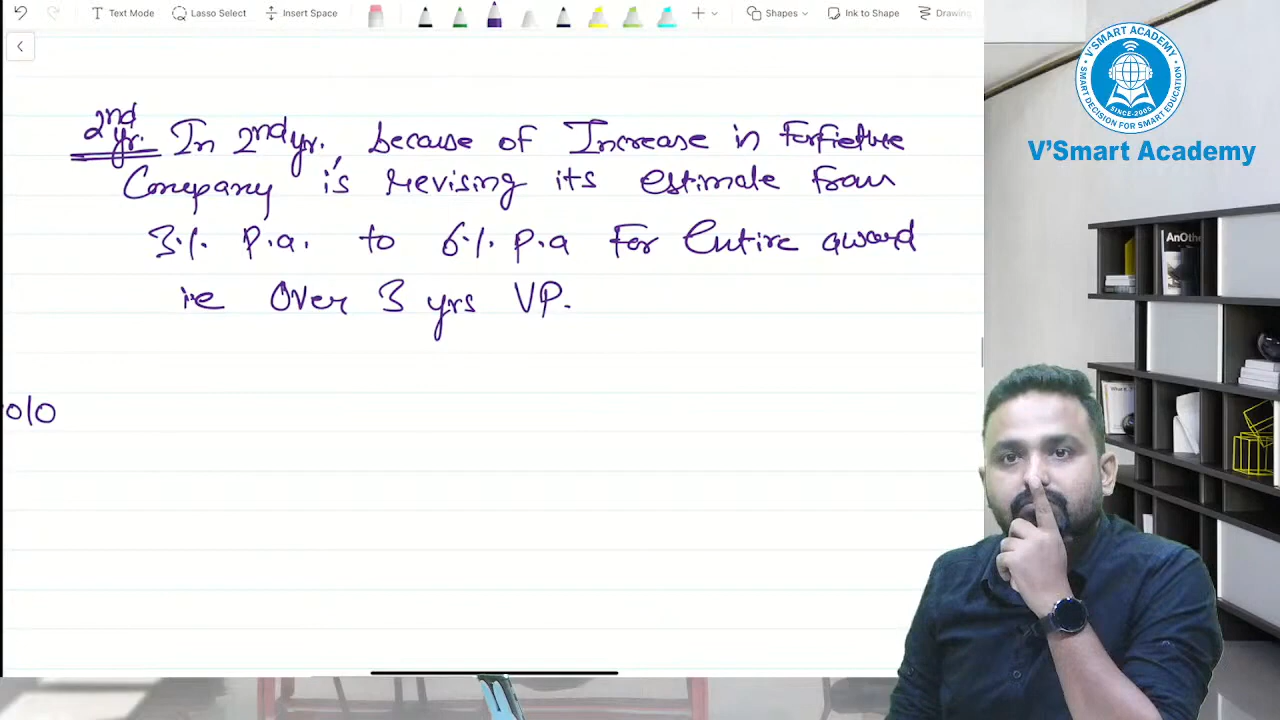 Text Mode Lasso Select Insert Space Shapes Ink to Shape Drawing
V'SMART ACADEMY
SMART DECISION FOR SMART EDUCATION
SINCE-2005
V'Smart Academy
2nd yr. In 2nd yr., because of Increase in Forfieture
Company is revising its estimate from
3%. P.a. to 6%. P.a For Entire award
ie Over 3 yrs VP.
AnOthe